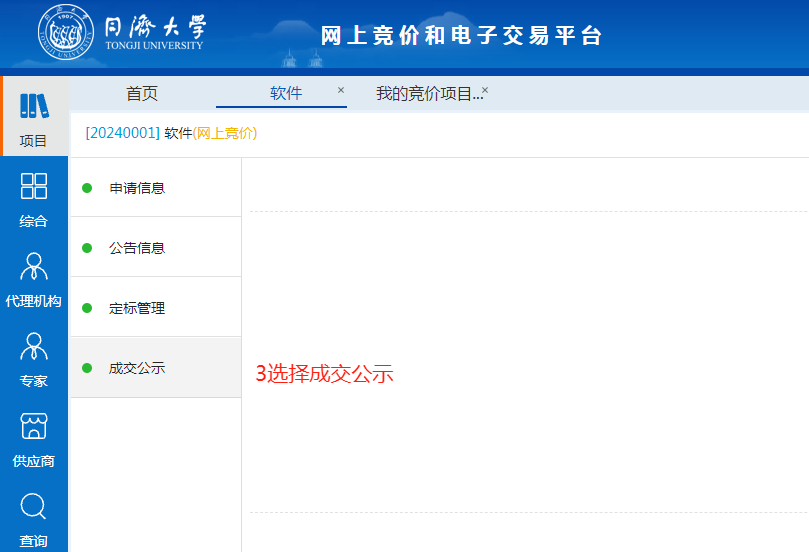 同濟大學
TONGJI UNIVERSITY
网上竞价和电子交易平台
首页
软件 ×
我的竞价项目... ×
[20240001] 软件(网上竞价)
项目
综合
代理机构
专家
供应商
查询
申请信息
公告信息
定标管理
成交公示
3选择成交公示